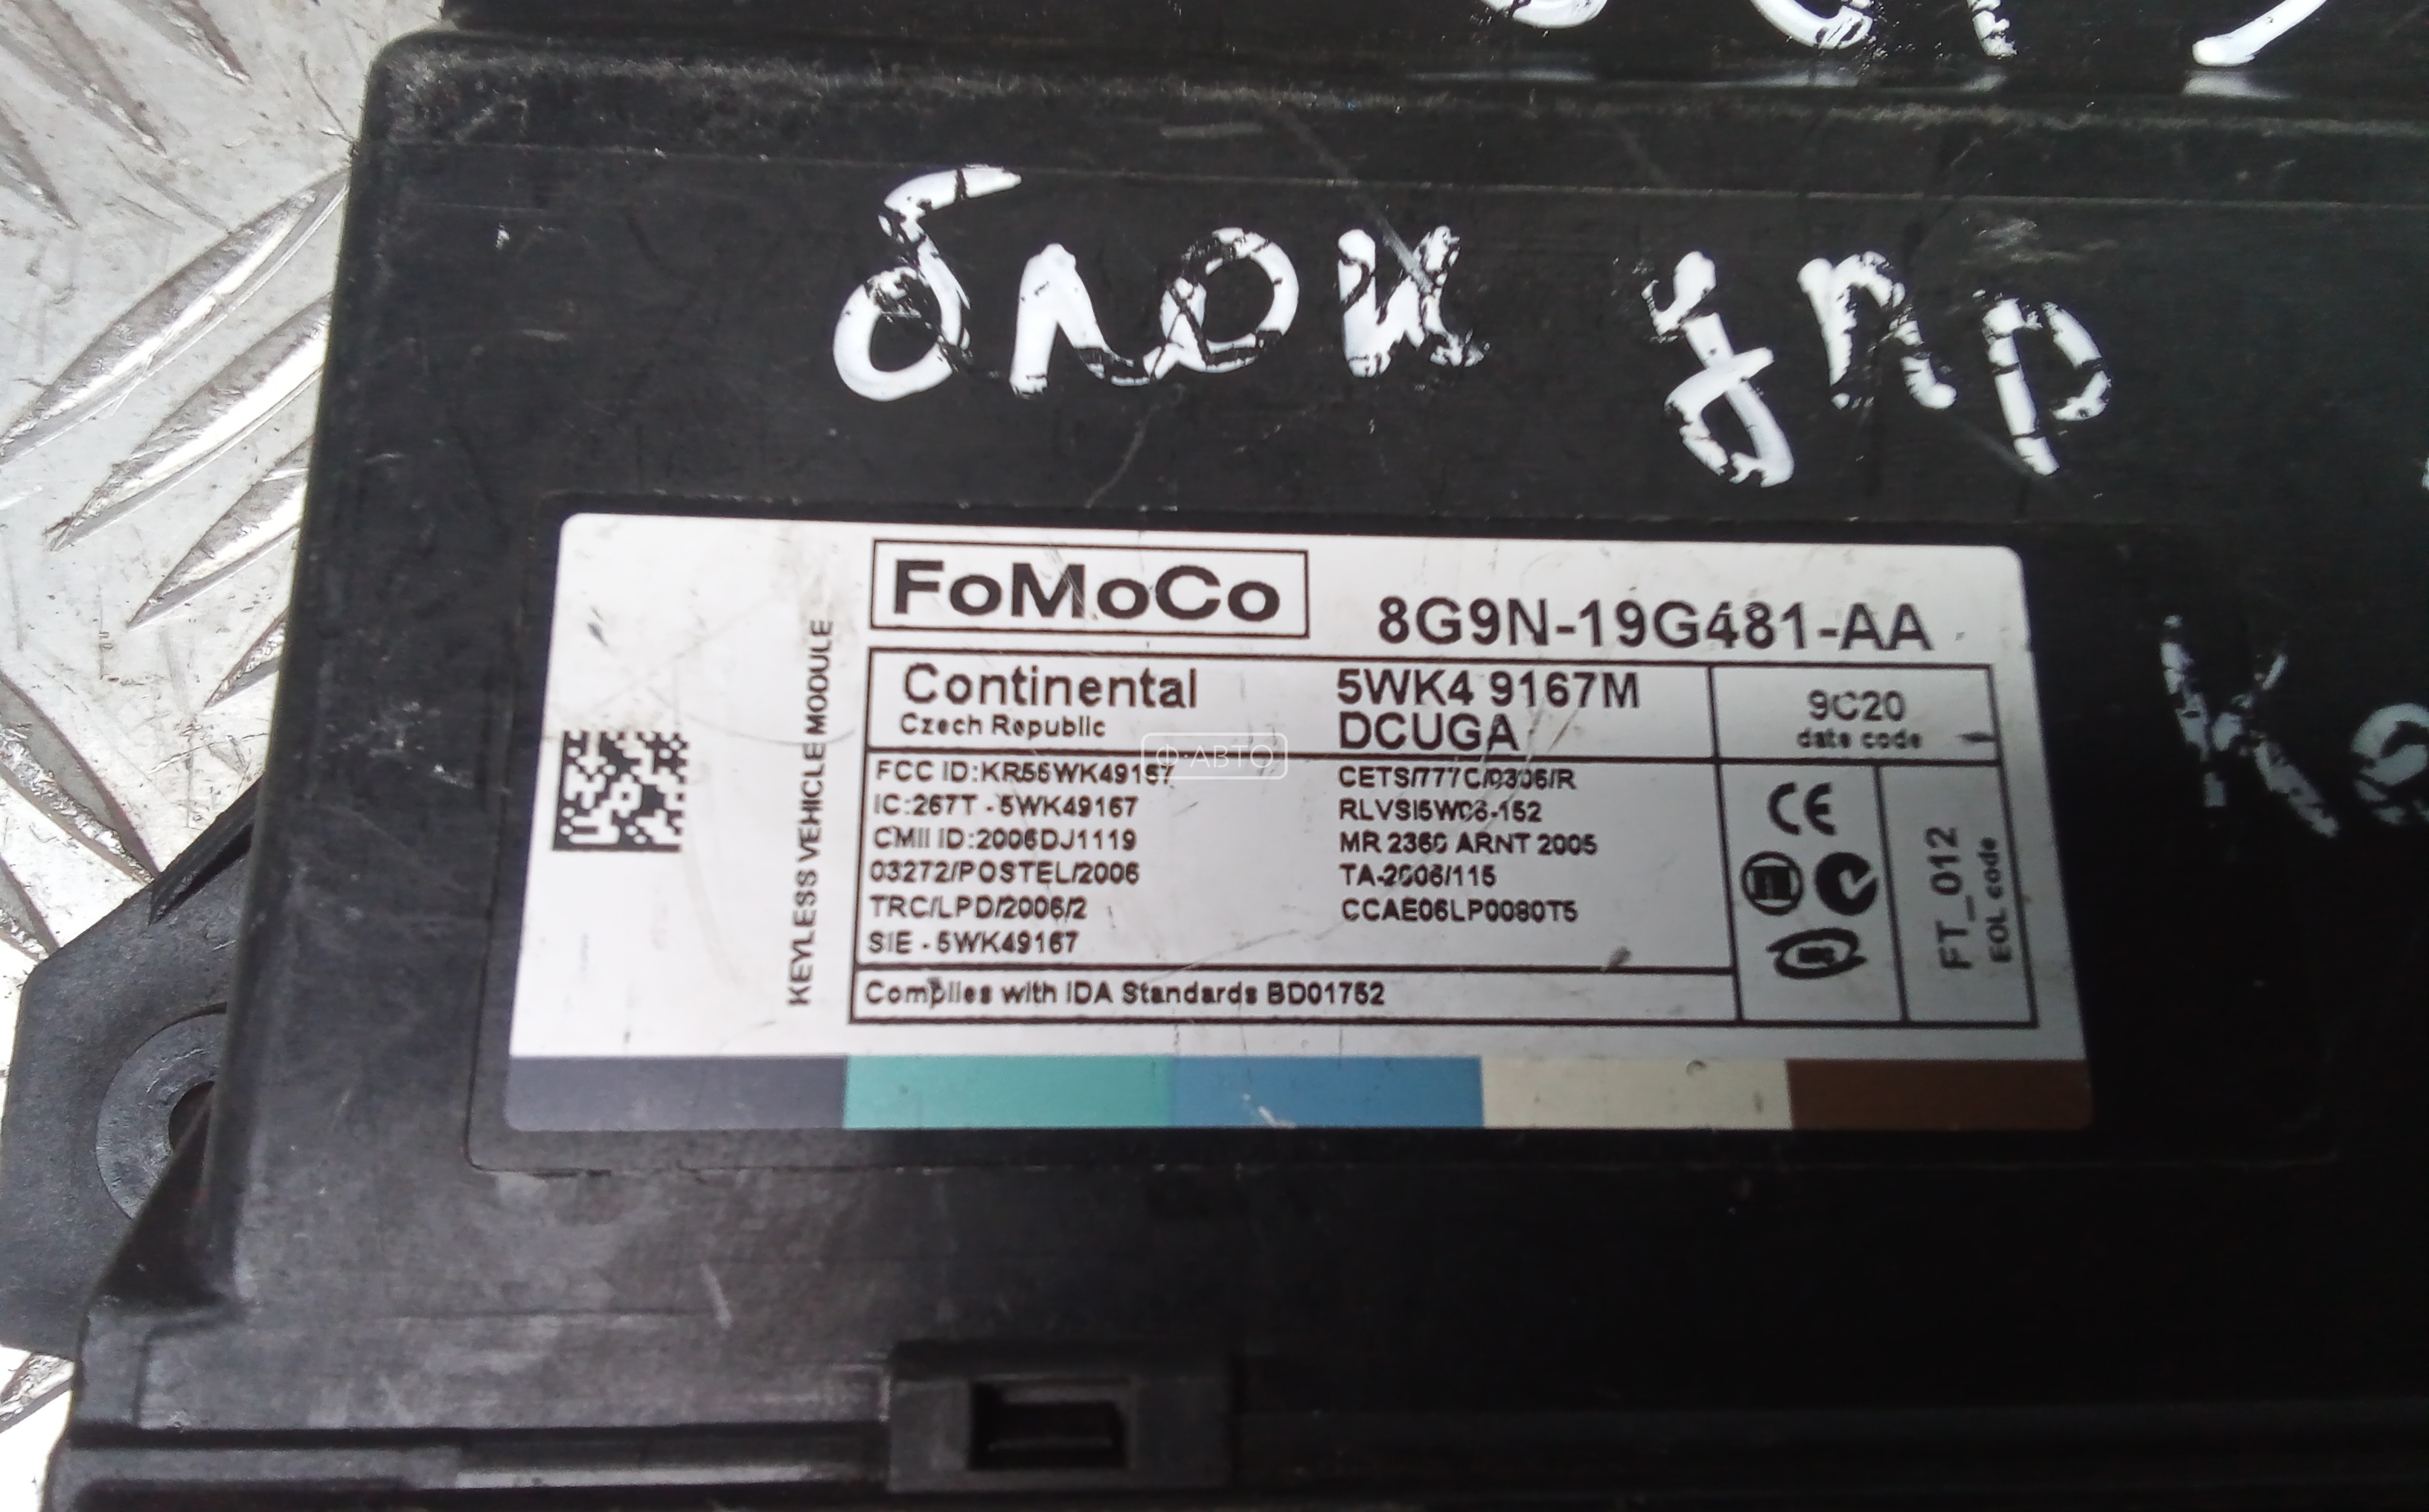 блок упр
FoMoCo
8G9N-19G481-AA
KEYLESS VEHICLE MODULE
Continental
5WK4 9167M
Czech Republic
DCUGA
9C20
date code
Ф-АВТО
FCC ID:KR55WK49167
CETS/777C/0306/R
IC:267T - 5WK49167
RLVSI5W06-152
CMII ID:2006DJ1119
MR 2360 ARNT 2005
03272/POSTEL/2006
TA-2006/115
TRC/LPD/2006/2
CCAE06LP0080T5
SIE - 5WK49167
Complies with IDA Standards BD01752
CE
FT_012
EOL code